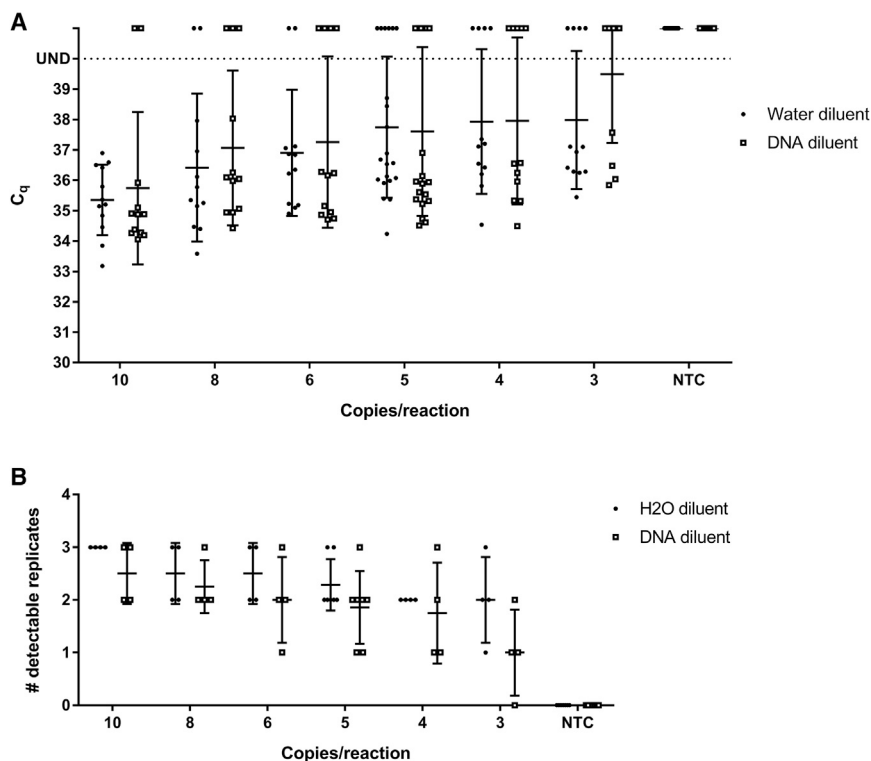 A
UND
39
38
37
36
35
34
33
32
31
30
Cq
10 8 6 5 4 3 NTC
Copies/reaction
Water diluent
DNA diluent
B
4
3
2
1
0
# detectable replicates
10 8 6 5 4 3 NTC
Copies/reaction
H2O diluent
DNA diluent